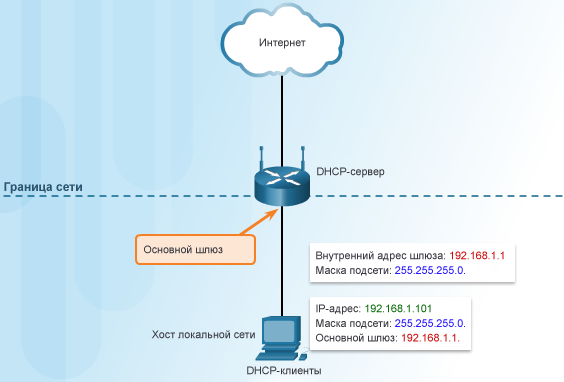 Интернет
DHCP-сервер
Граница сети
Основной шлюз
Внутренний адрес шлюза: 192.168.1.1
Маска подсети: 255.255.255.0.
IP-адрес: 192.168.1.101
Маска подсети: 255.255.255.0.
Основной шлюз: 192.168.1.1.
Хост локальной сети
DHCP-клиенты